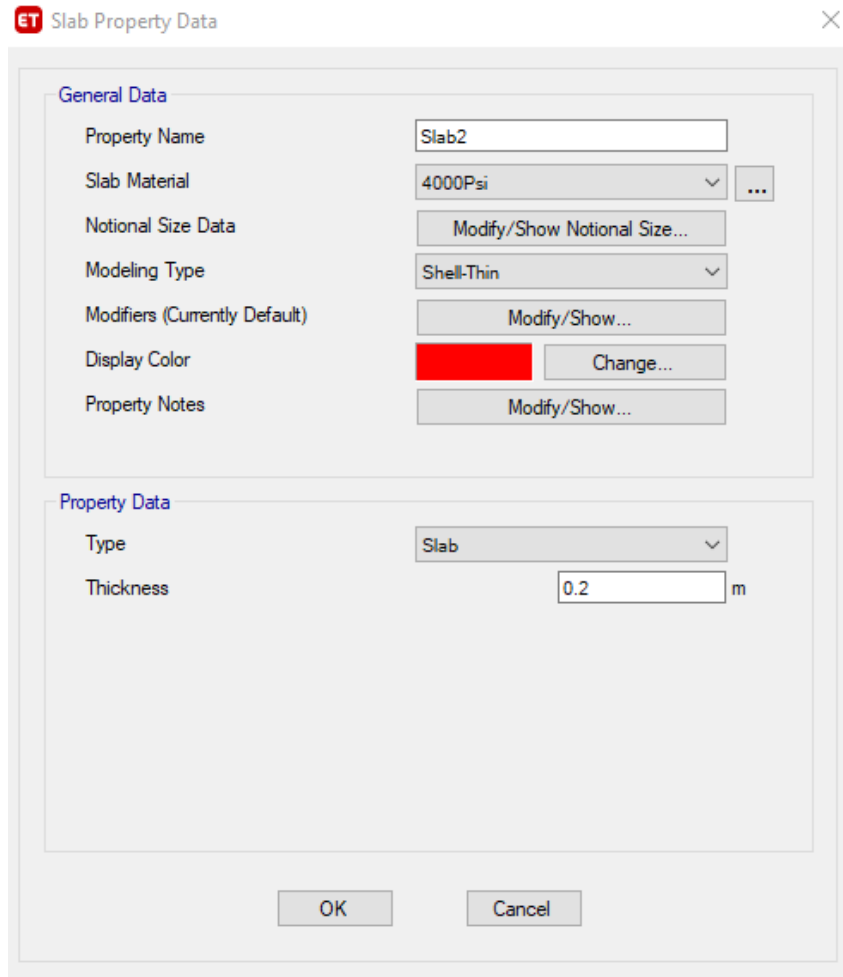 ET Slab Property Data
General Data
Property Name Slab2
Slab Material 4000Psi ...
Notional Size Data Modify/Show Notional Size...
Modeling Type Shell-Thin
Modifiers (Currently Default) Modify/Show...
Display Color Change...
Property Notes Modify/Show...
Property Data
Type Slab
Thickness 0.2 m
OK Cancel